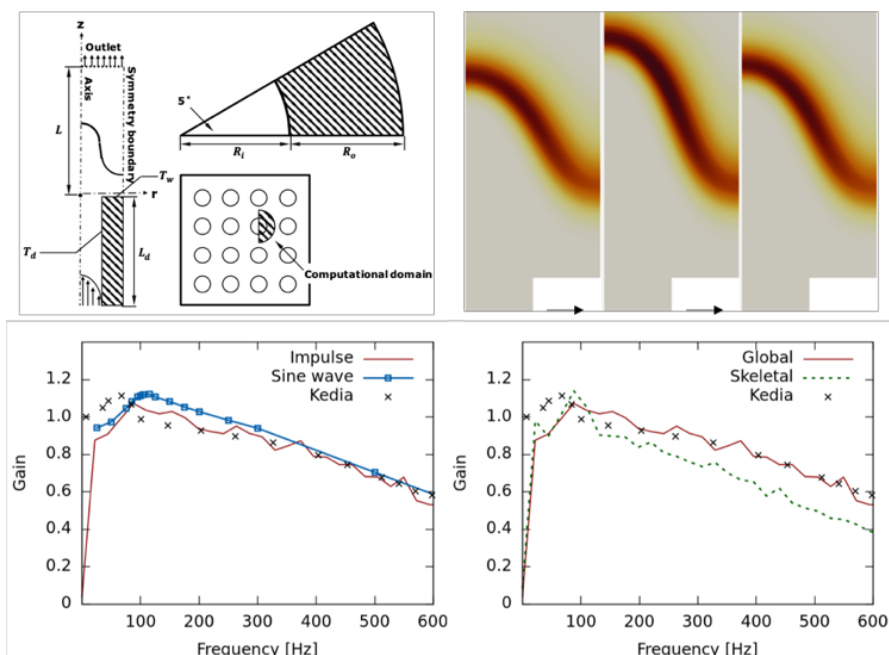 z
Outlet
Axis
Symmetry boundary
L
T_w
r
T_d
L_d
5°
R_i
R_o
Computational domain
Impulse
Sine wave
Kedia
Gain
1.2
1.0
0.8
0.6
0.4
0.2
0
100 200 300 400 500 600
Frequency [Hz]
Global
Skeletal
Kedia
Gain
1.2
1.0
0.8
0.6
0.4
0.2
0
100 200 300 400 500 600
Frequency [Hz]